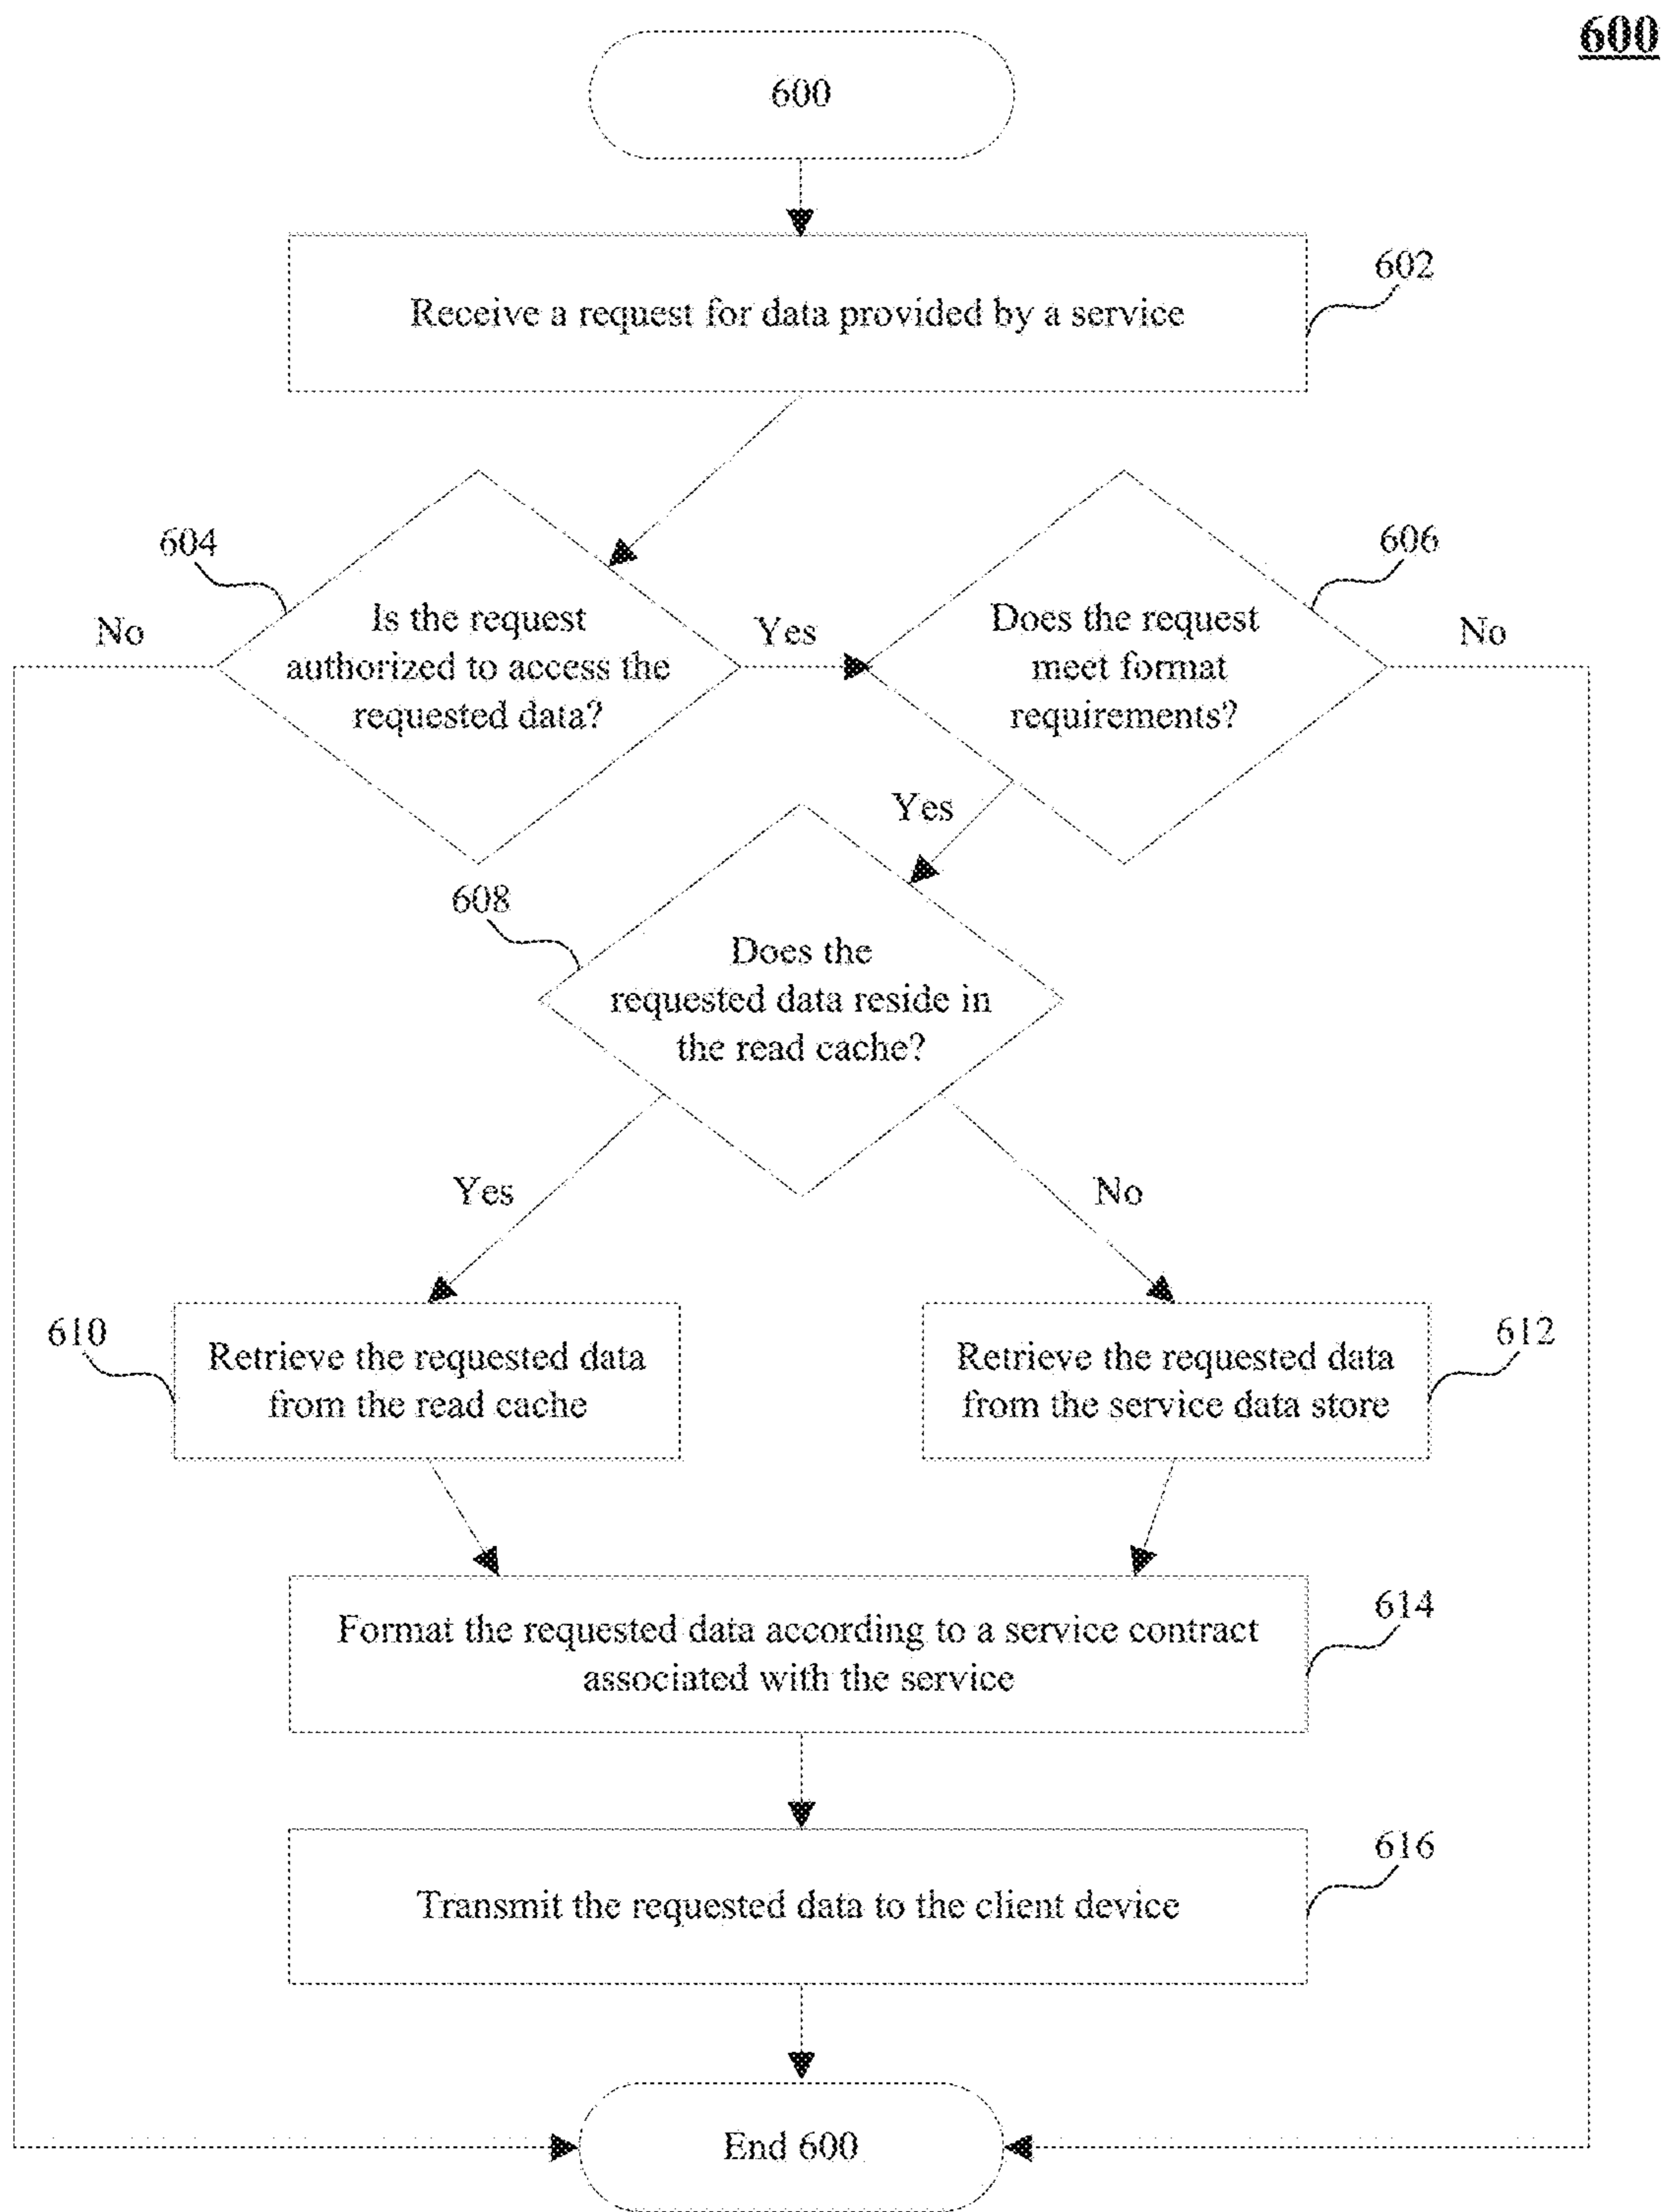 600
600
Receive a request for data provided by a service
602
604
606
No
Is the request
authorized to access the
requested data?
Yes
Does the request
meet format
requirements?
No
Yes
608
Does the
requested data reside in
the read cache?
Yes
No
610
Retrieve the requested data
from the read cache
Retrieve the requested data
from the service data store
612
Format the requested data according to a service contract
associated with the service
614
Transmit the requested data to the client device
616
End 600